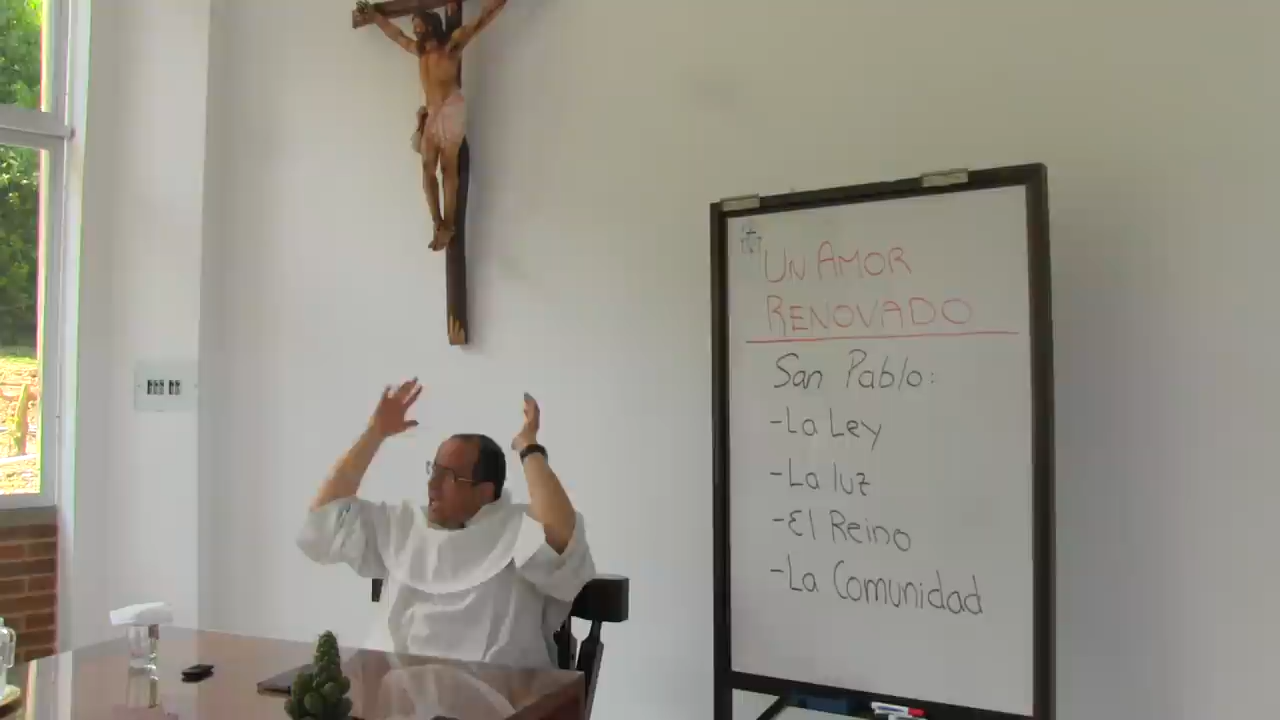 UN AMOR
RENOVADO
San Pablo:
-La Ley
-La luz
-El Reino
-La Comunidad